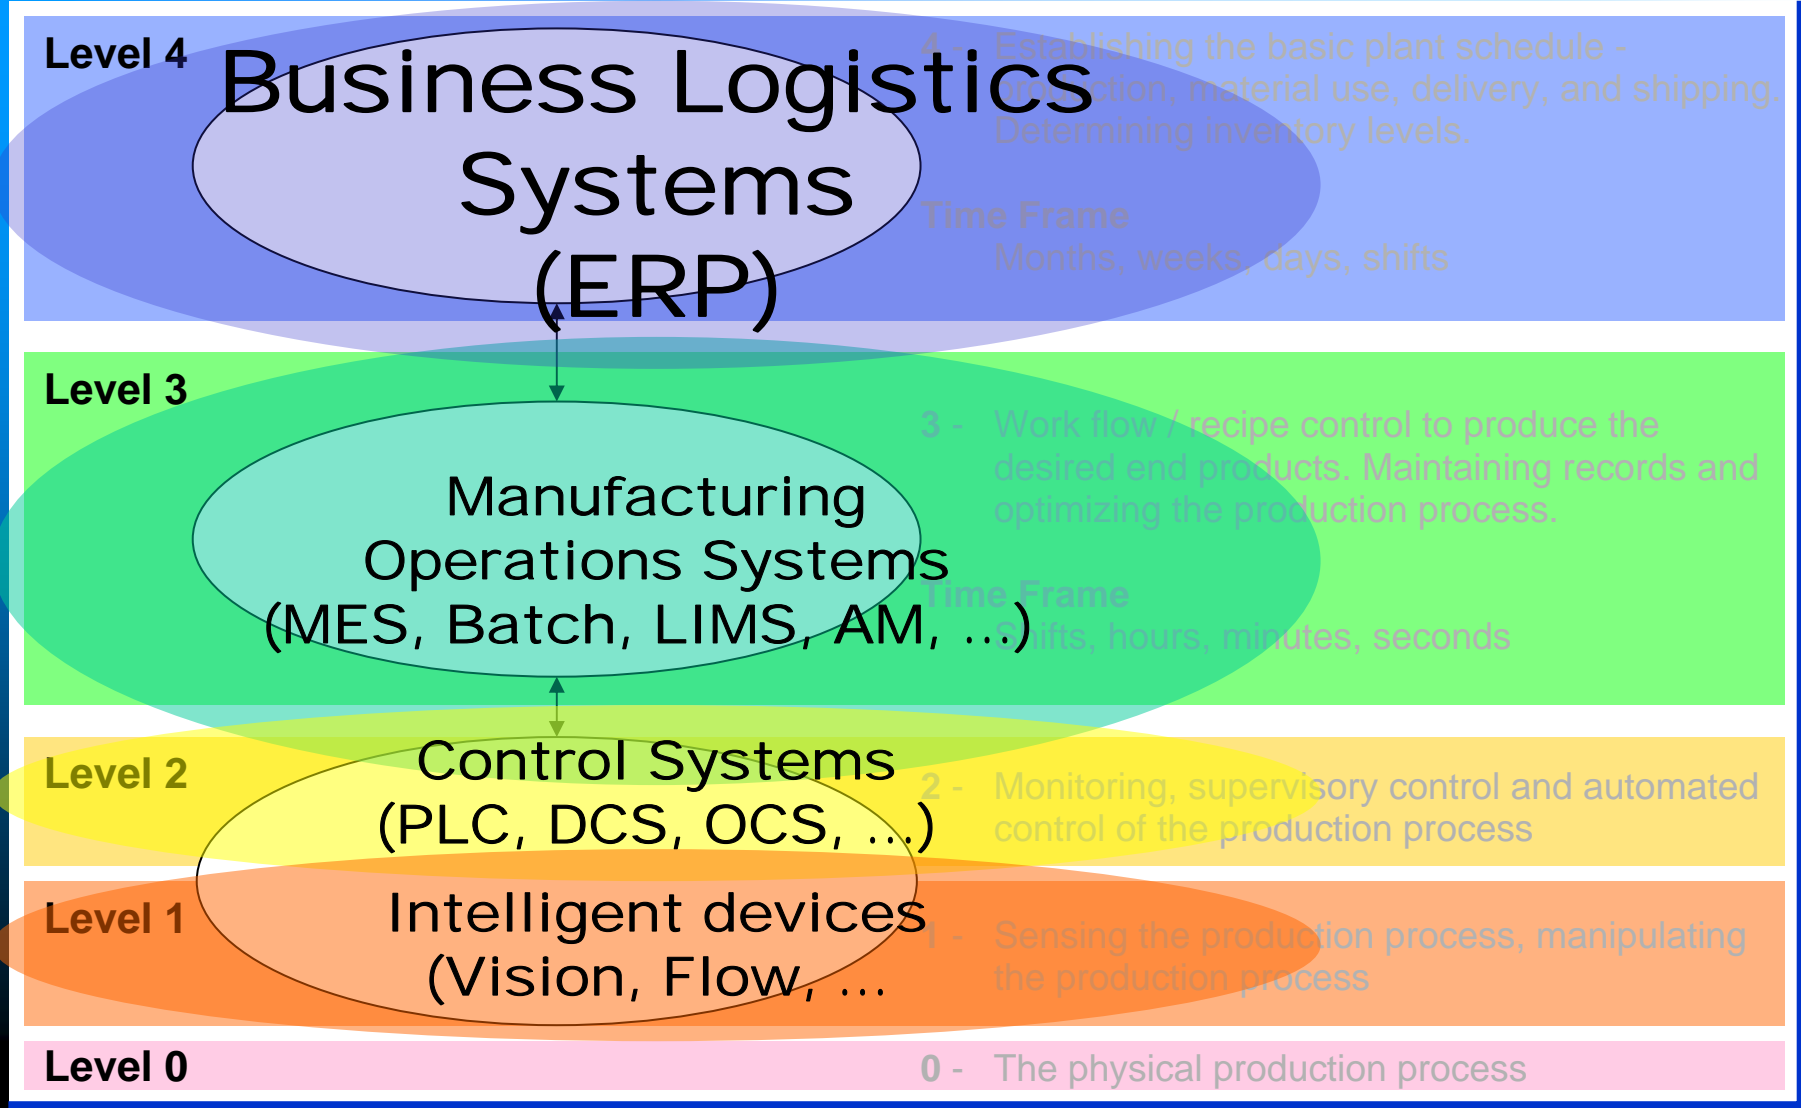 Level 4
Business Logistics
Systems
(ERP)
4 - Establishing the basic plant schedule -
production, material use, delivery, and shipping.
Determining inventory levels.
Time Frame
Months, weeks, days, shifts
Level 3
Manufacturing
Operations Systems
(MES, Batch, LIMS, AM, ...)
3 - Work flow / recipe control to produce the
desired end products. Maintaining records and
optimizing the production process.
Time Frame
Shifts, hours, minutes, seconds
Level 2
Control Systems
(PLC, DCS, OCS, ...)
2 - Monitoring, supervisory control and automated
control of the production process
Level 1
Intelligent devices
(Vision, Flow, ...
1 - Sensing the production process, manipulating
the production process
Level 0
0 - The physical production process